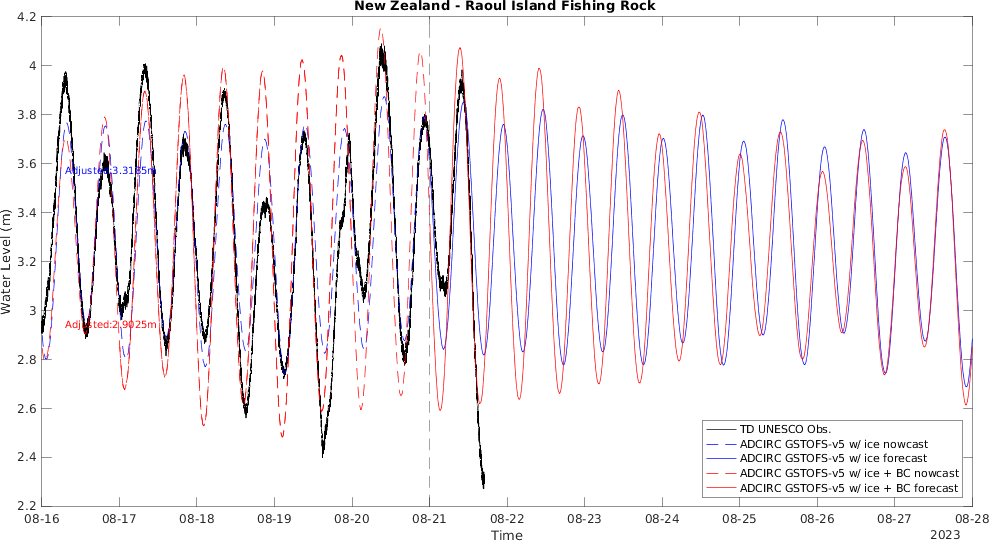 New Zealand - Raoul Island Fishing Rock
4.2
4
3.8
3.6
3.4
3.2
3
2.8
2.6
2.4
2.2
Water Level (m)
Adjusted:3.3185m
Adjusted:2.9025m
TD UNESCO Obs.
ADCIRC GSTOFS-v5 w/ ice nowcast
ADCIRC GSTOFS-v5 w/ ice forecast
ADCIRC GSTOFS-v5 w/ ice + BC nowcast
ADCIRC GSTOFS-v5 w/ ice + BC forecast
08-16 08-17 08-18 08-19 08-20 08-21 08-22 08-23 08-24 08-25 08-26 08-27 08-28
Time
2023